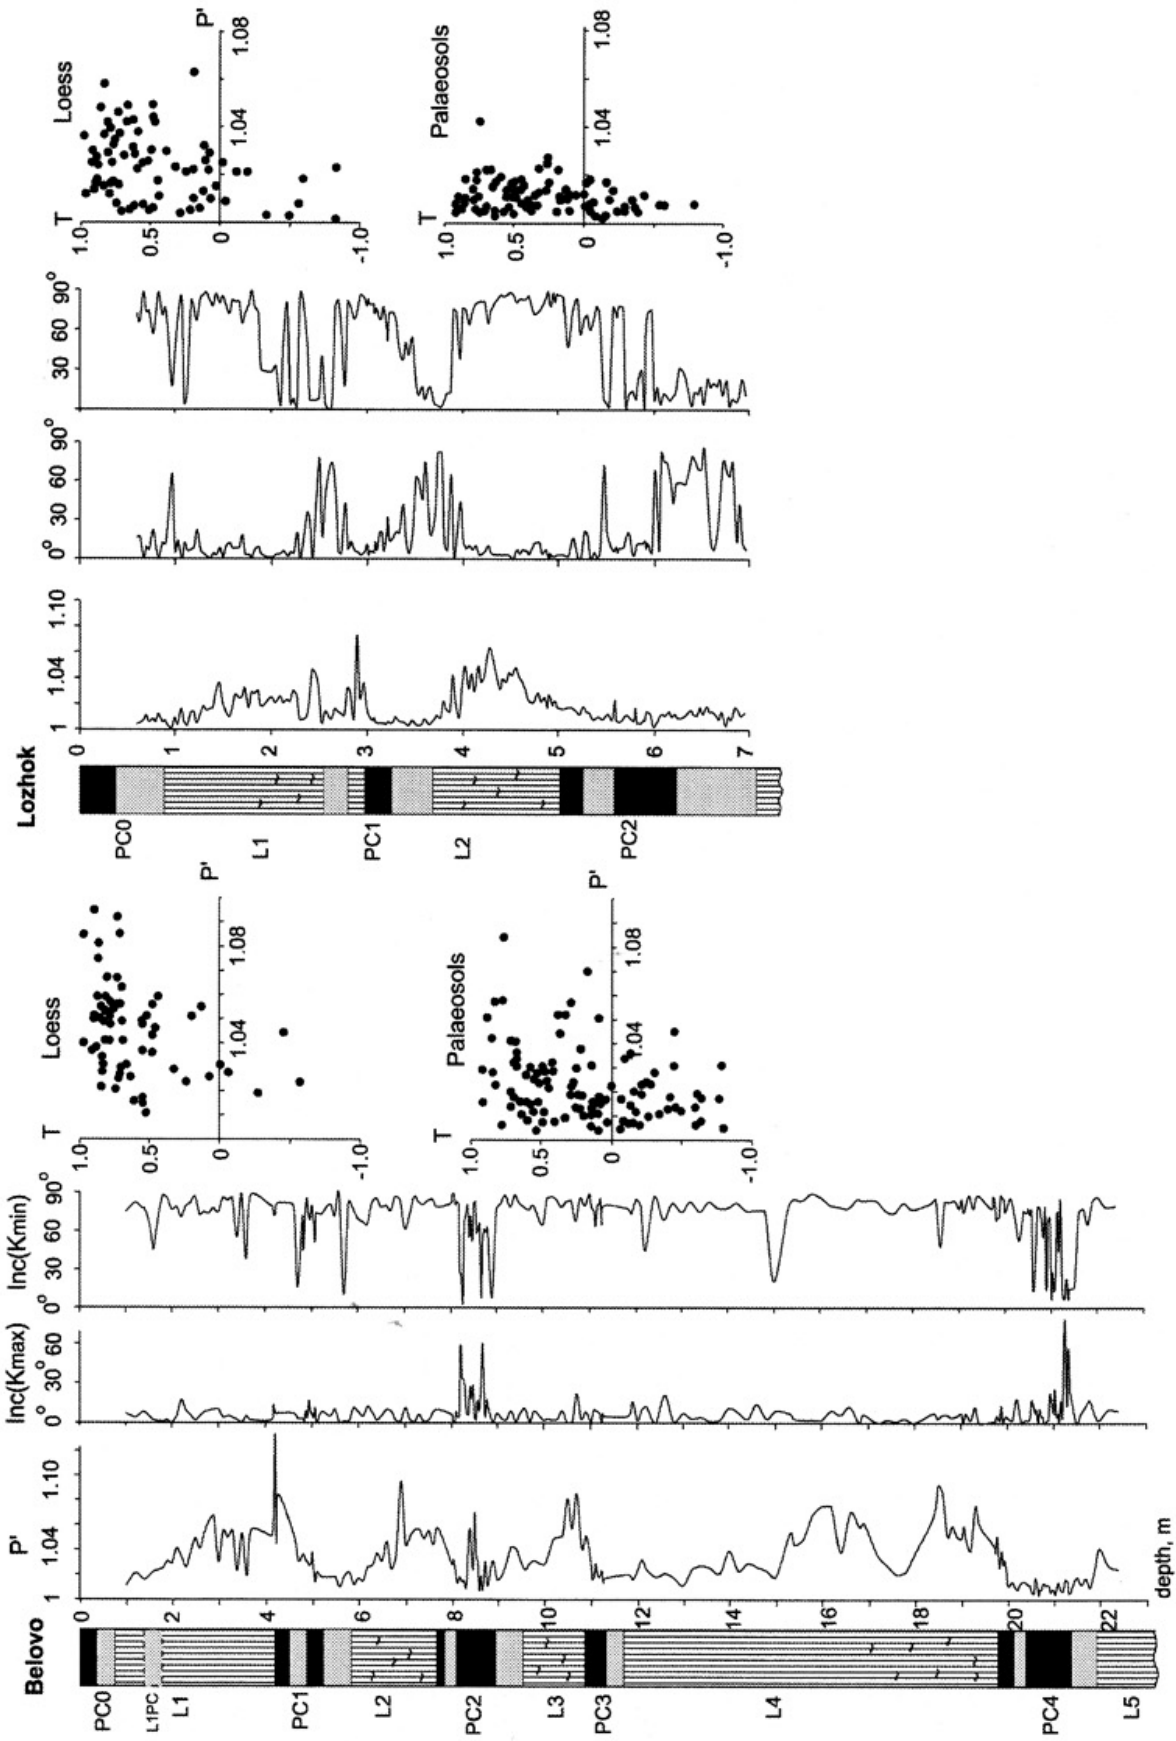 Belovo
PC0
L1PC
L1
PC1
L2
PC2
L3
PC3
L4
PC4
L5
0
2
4
6
8
10
12
14
16
18
20
22
depth, m
P'
1
1.04
1.10
Inc(Kmax)
0° 30° 60
Inc(Kmin)
0° 30 60 90°
Loess
T
1.0
0.5
0
-1.0
1.04
1.08
P'
Palaeosols
T
1.0
0.5
0
-1.0
1.04
1.08
P'
Lozhok
PC0
L1
PC1
L2
PC2
0
1
2
3
4
5
6
7
1
1.04
1.10
0° 30 60 90°
30 60 90°
Loess
T
1.0
0.5
0
-1.0
1.04
1.08
P'
Palaeosols
T
1.0
0.5
0
-1.0
1.04
1.08